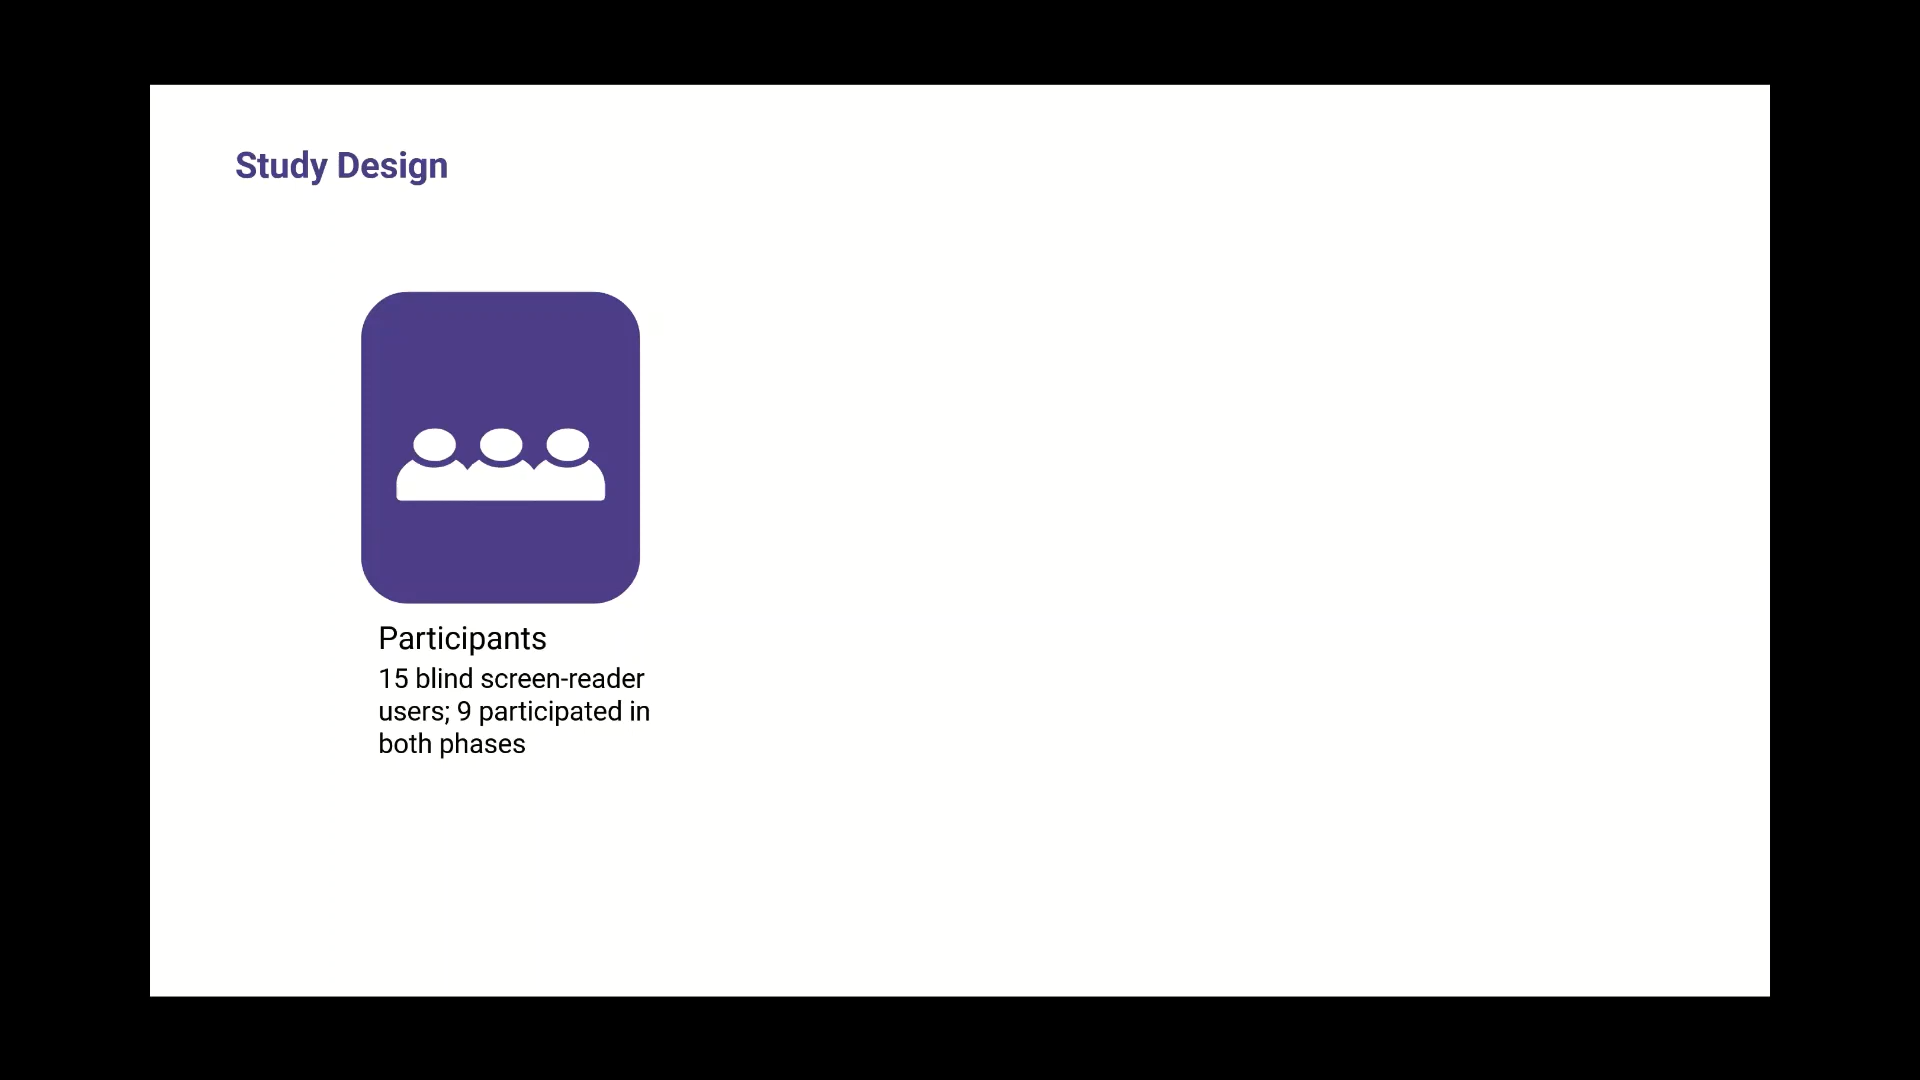 Study Design
Participants
15 blind screen-reader
users; 9 participated in
both phases